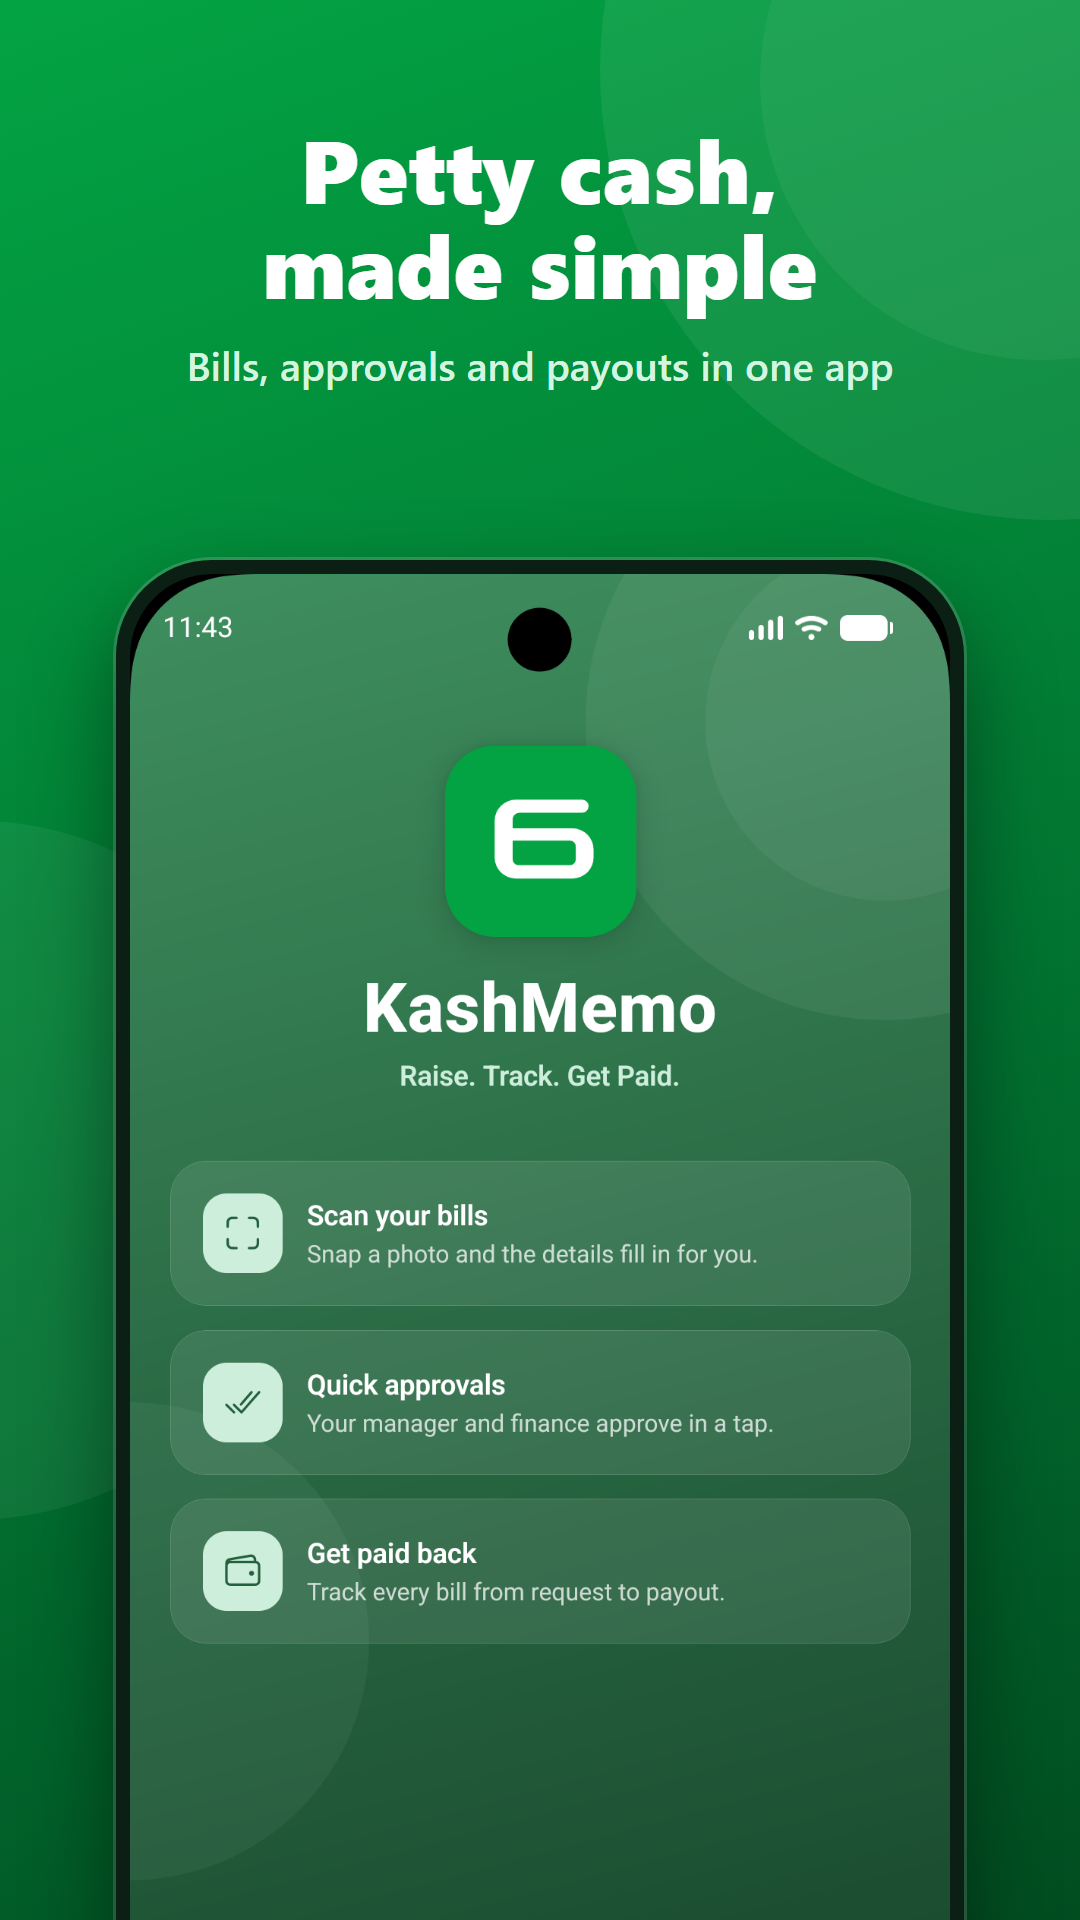 Petty cash,
made simple
Bills, approvals and payouts in one app
11:43
6
KashMemo
Raise. Track. Get Paid.
Scan your bills
Snap a photo and the details fill in for you.
Quick approvals
Your manager and finance approve in a tap.
Get paid back
Track every bill from request to payout.